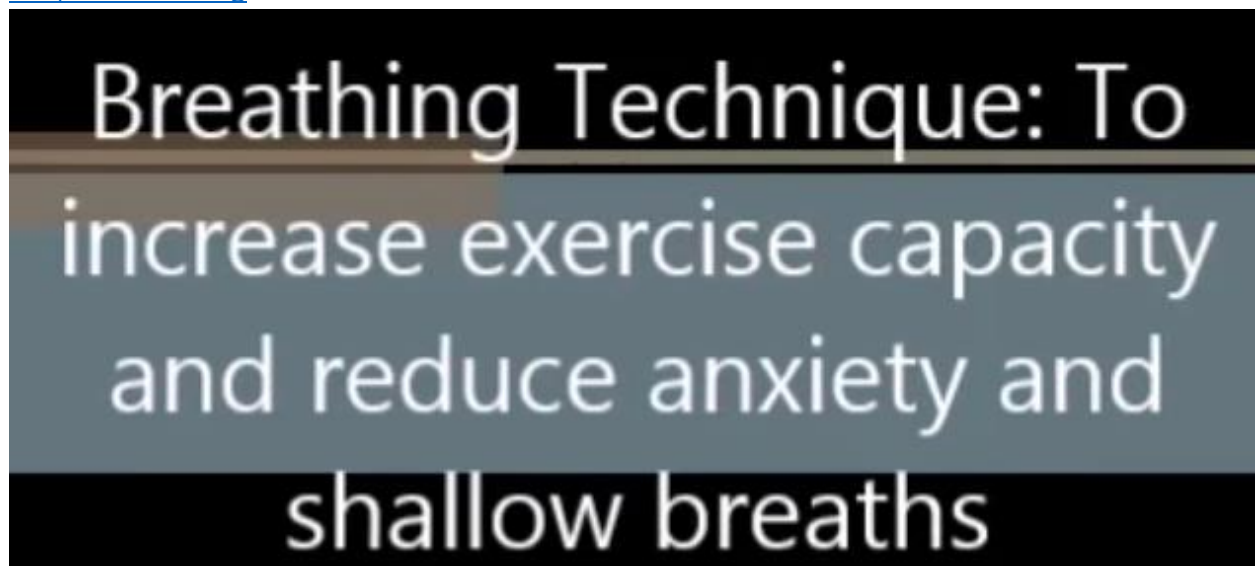 Breathing Technique: To
increase exercise capacity
and reduce anxiety and
shallow breaths